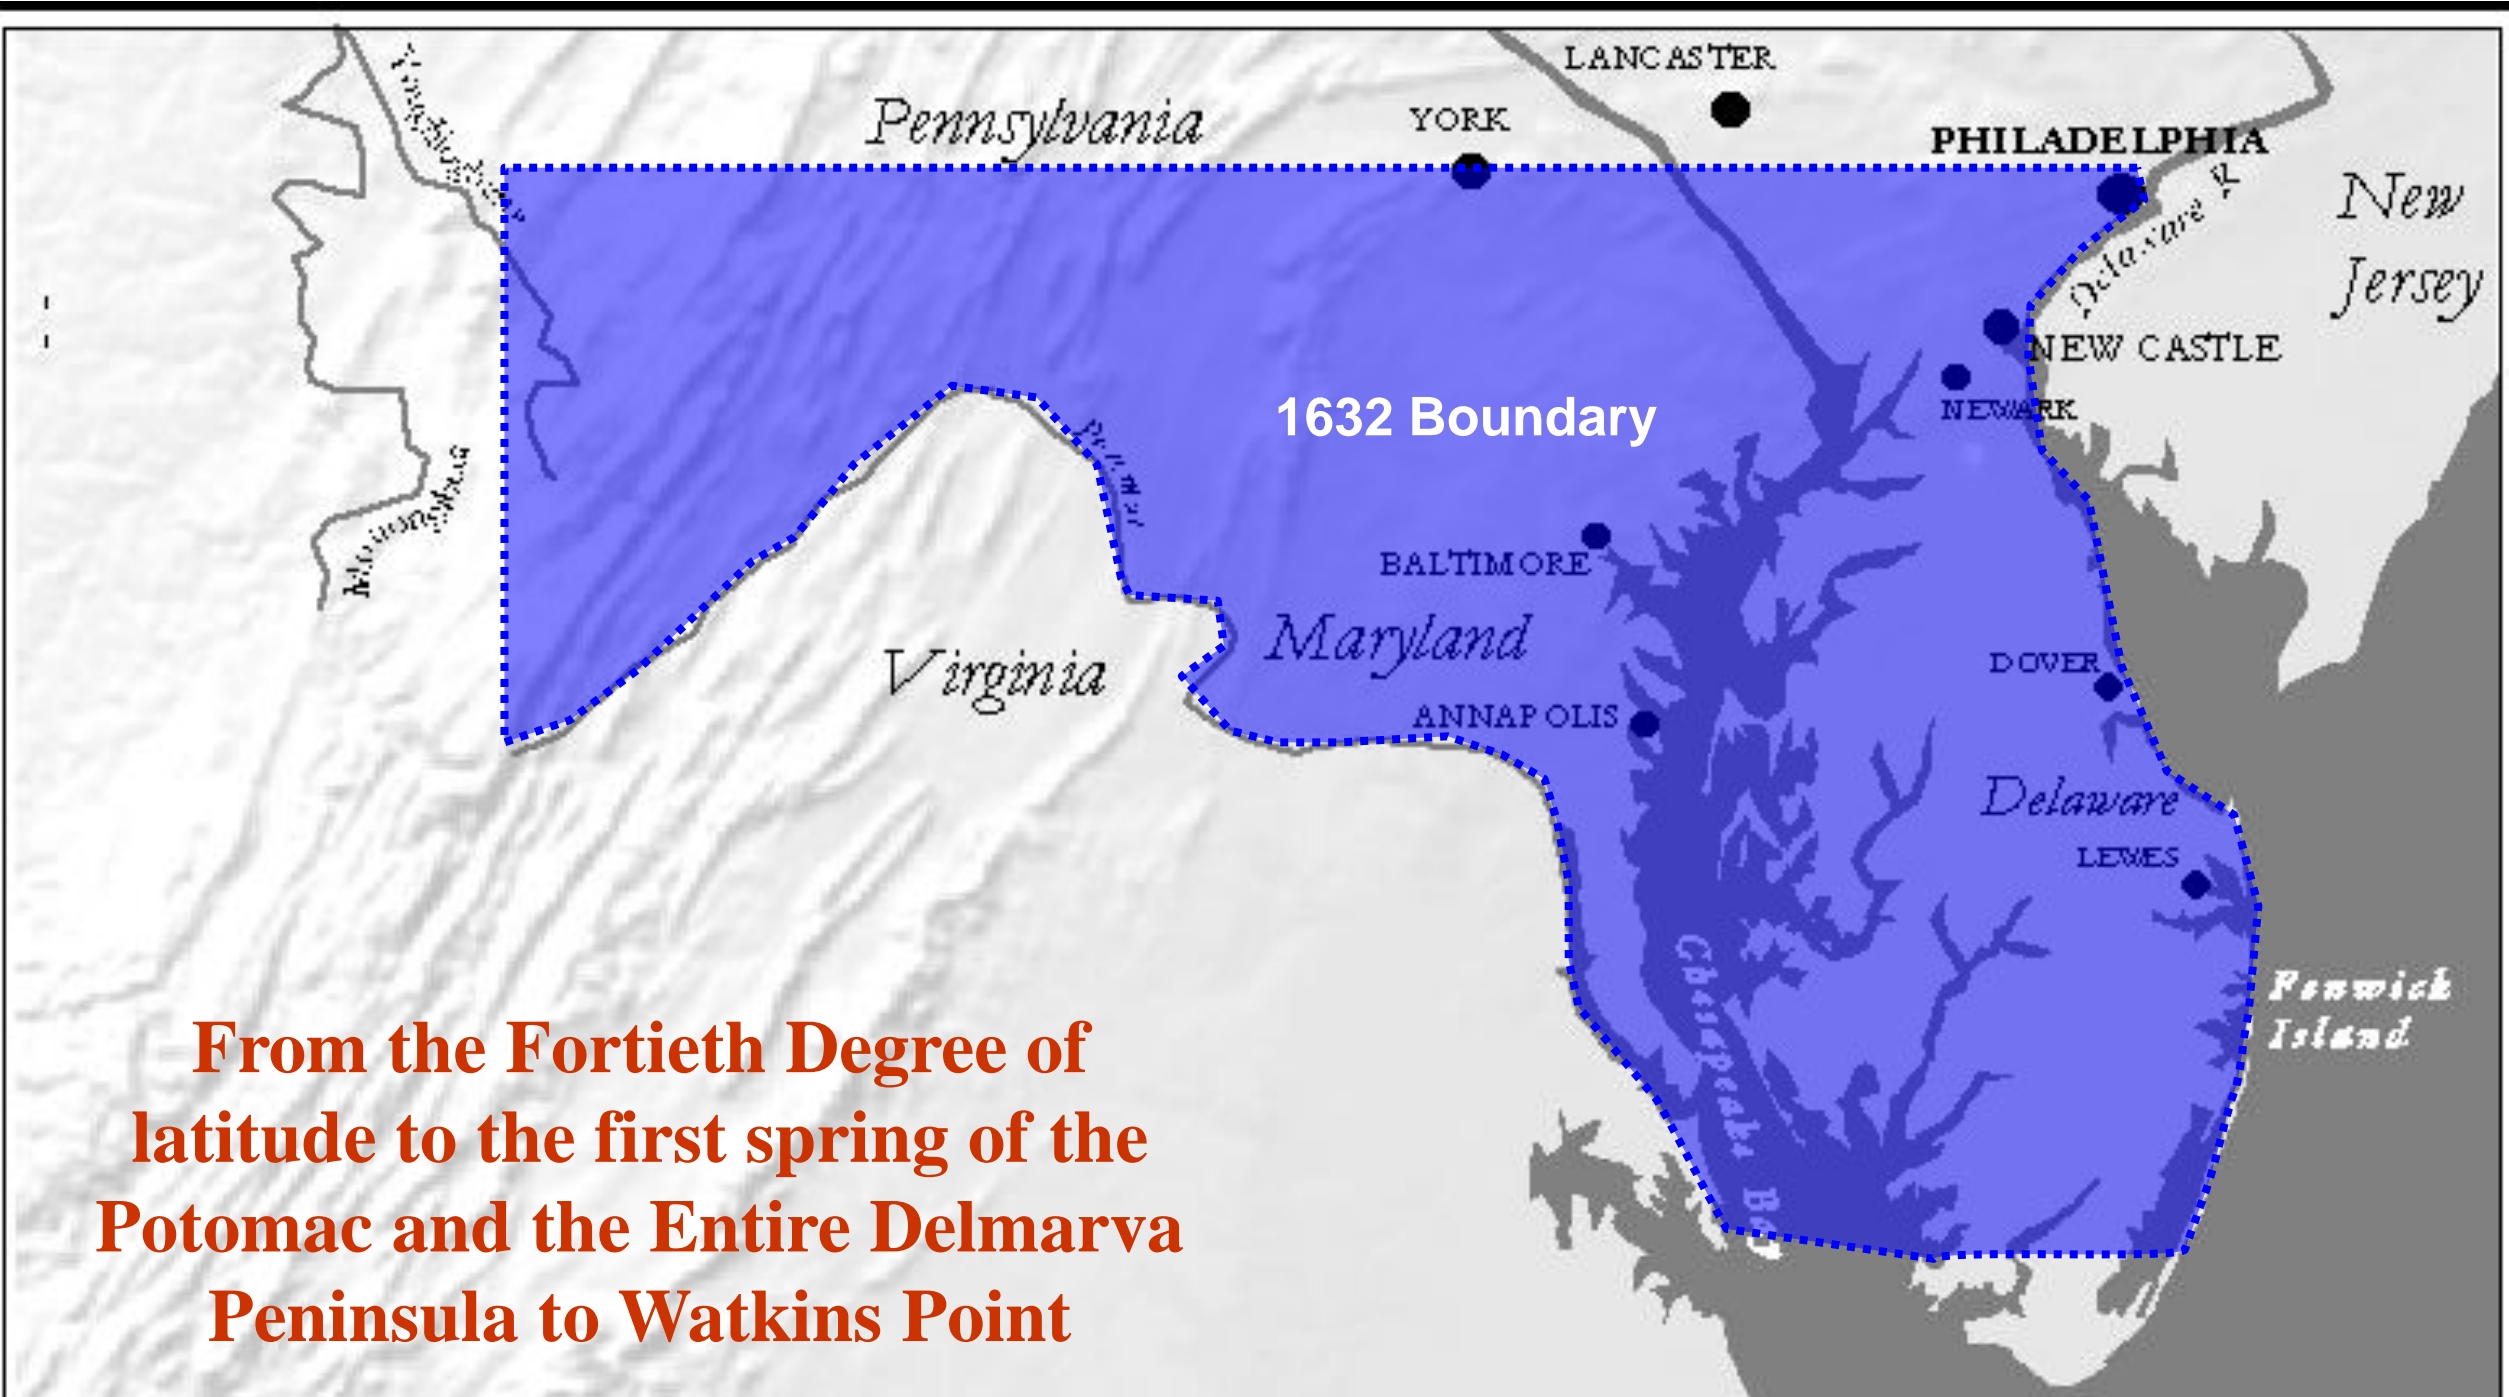 LANCASTER
Pennsylvania
YORK
PHILADELPHIA
Delaware R
New
Jersey
NEW CASTLE
NEWARK
1632 Boundary
BALTIMORE
Maryland
Virginia
DOVER
ANNAPOLIS
Delaware
LEWES
Fenwick
Island
From the Fortieth Degree of
latitude to the first spring of the
Potomac and the Entire Delmarva
Peninsula to Watkins Point